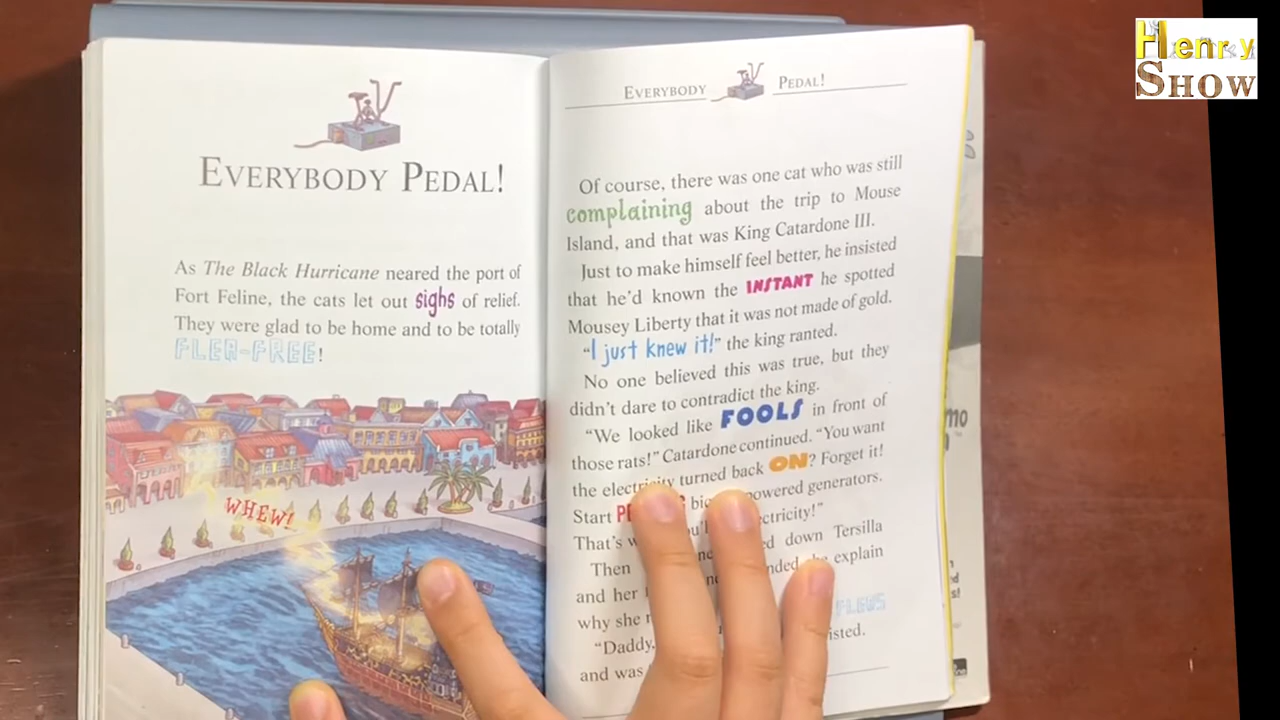 Henry
SHOW
EVERYBODY PEDAL!
As The Black Hurricane neared the port of
Fort Feline, the cats let out sighs of relief.
They were glad to be home and to be totally
FLEA-FREE!
WHEW!
EVERYBODY PEDAL!
Of course, there was one cat who was still
complaining about the trip to Mouse
Island, and that was King Catardone III.
Just to make himself feel better, he insisted
that he'd known the INSTANT he spotted
Mousey Liberty that it was not made of gold.
"I just knew it!" the king ranted.
No one believed this was true, but they
didn't dare to contradict the king.
"We looked like FOOLS in front of
those rats!" Catardone continued. "You want
the electricity turned back ON? Forget it!
Start powered generators.
That's
Then down Tersilla
and her explain
why she
"Daddy,
and was